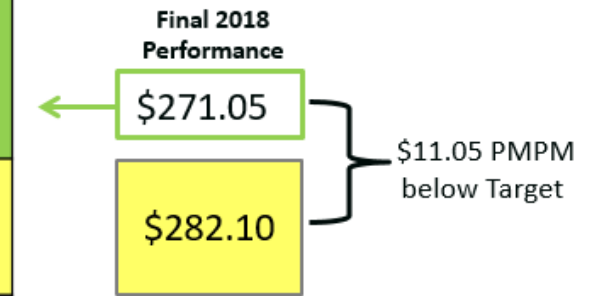 Final 2018
Performance
$271.05
$11.05 PMPM
below Target
$282.10